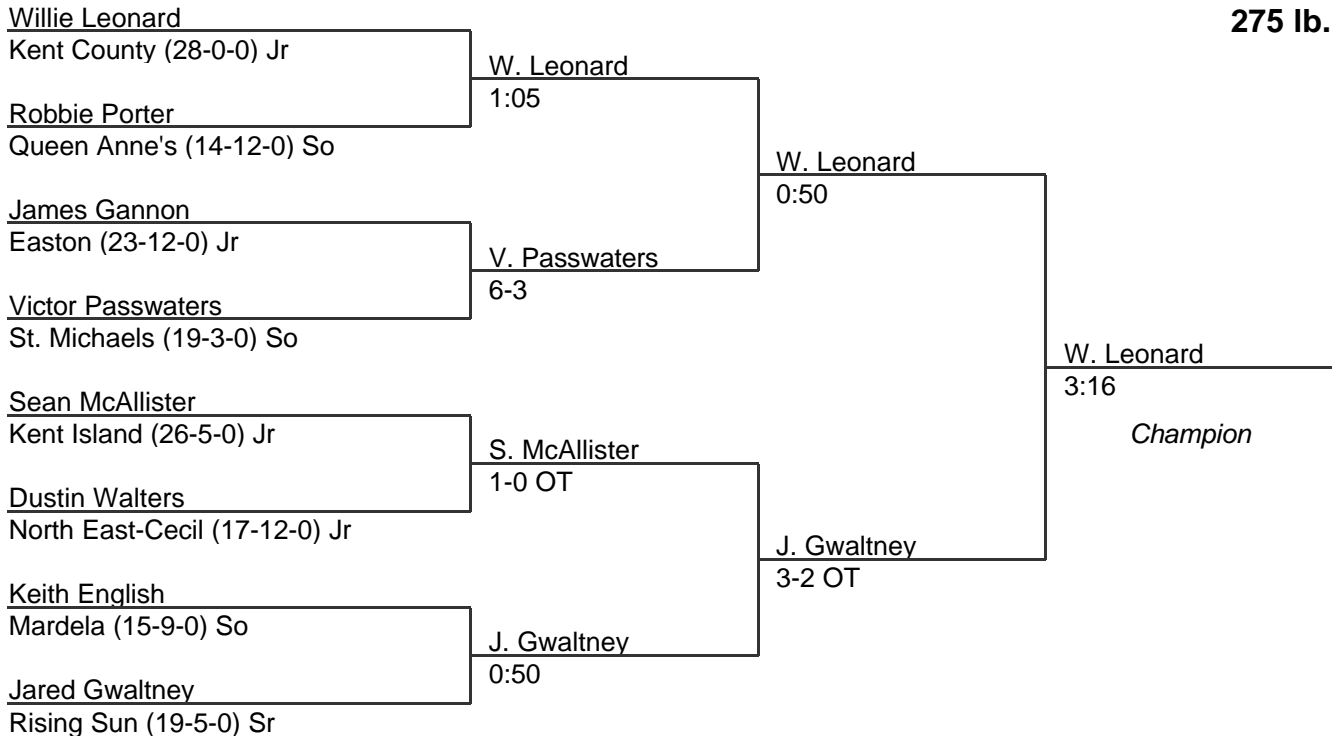 275 lb.
Willie Leonard
Kent County (28-0-0) Jr
W. Leonard
1:05
Robbie Porter
Queen Anne's (14-12-0) So
W. Leonard
0:50
James Gannon
Easton (23-12-0) Jr
V. Passwaters
6-3
Victor Passwaters
St. Michaels (19-3-0) So
W. Leonard
3:16
Champion
Sean McAllister
Kent Island (26-5-0) Jr
S. McAllister
1-0 OT
Dustin Walters
North East-Cecil (17-12-0) Jr
J. Gwaltney
3-2 OT
Keith English
Mardela (15-9-0) So
J. Gwaltney
0:50
Jared Gwaltney
Rising Sun (19-5-0) Sr